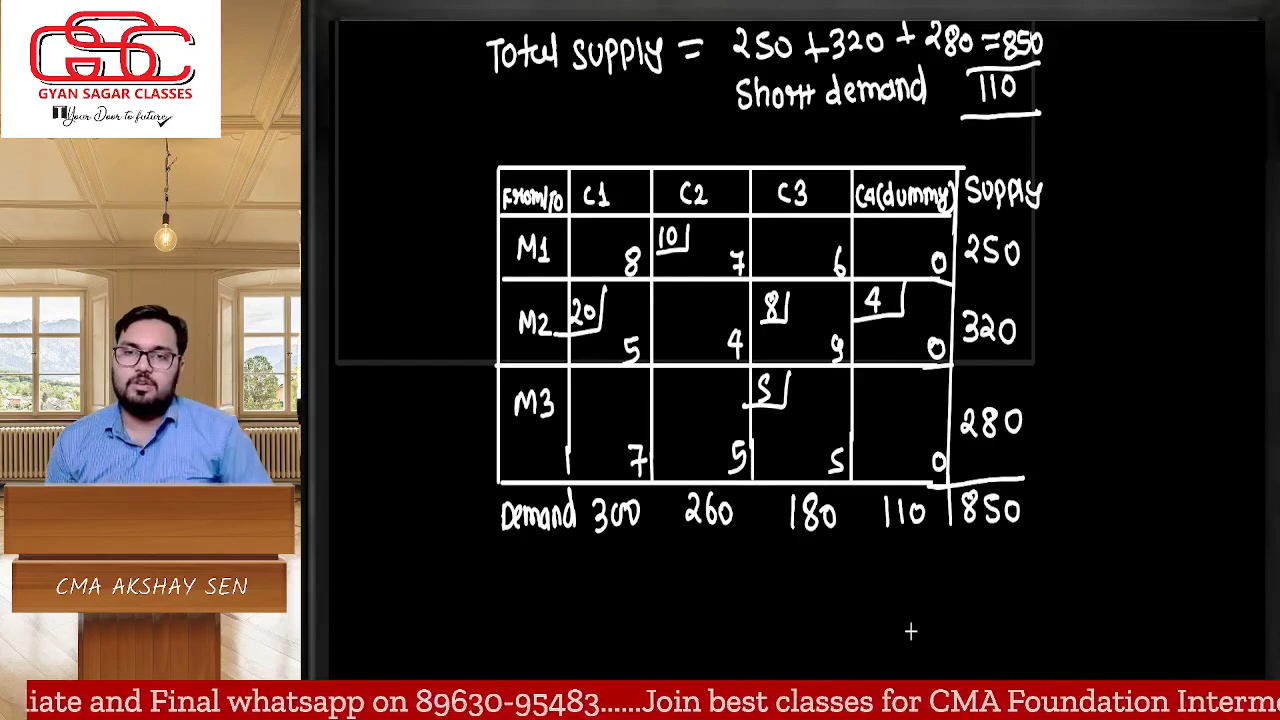 GSC
GYAN SAGAR CLASSES
Your Door to future
Total supply = 250 + 320 + 280 = 850
Short demand 110
From/To C1 C2 C3 C4(dummy) Supply
M1 8 10 7 6 0 250
M2 20 5 4 8 9 4 0 320
M3 7 5 5 5 0 280
Demand 300 260 180 110 850
CMA AKSHAY SEN
iate and Final whatsapp on 89630-95483......Join best classes for CMA Foundation Interme